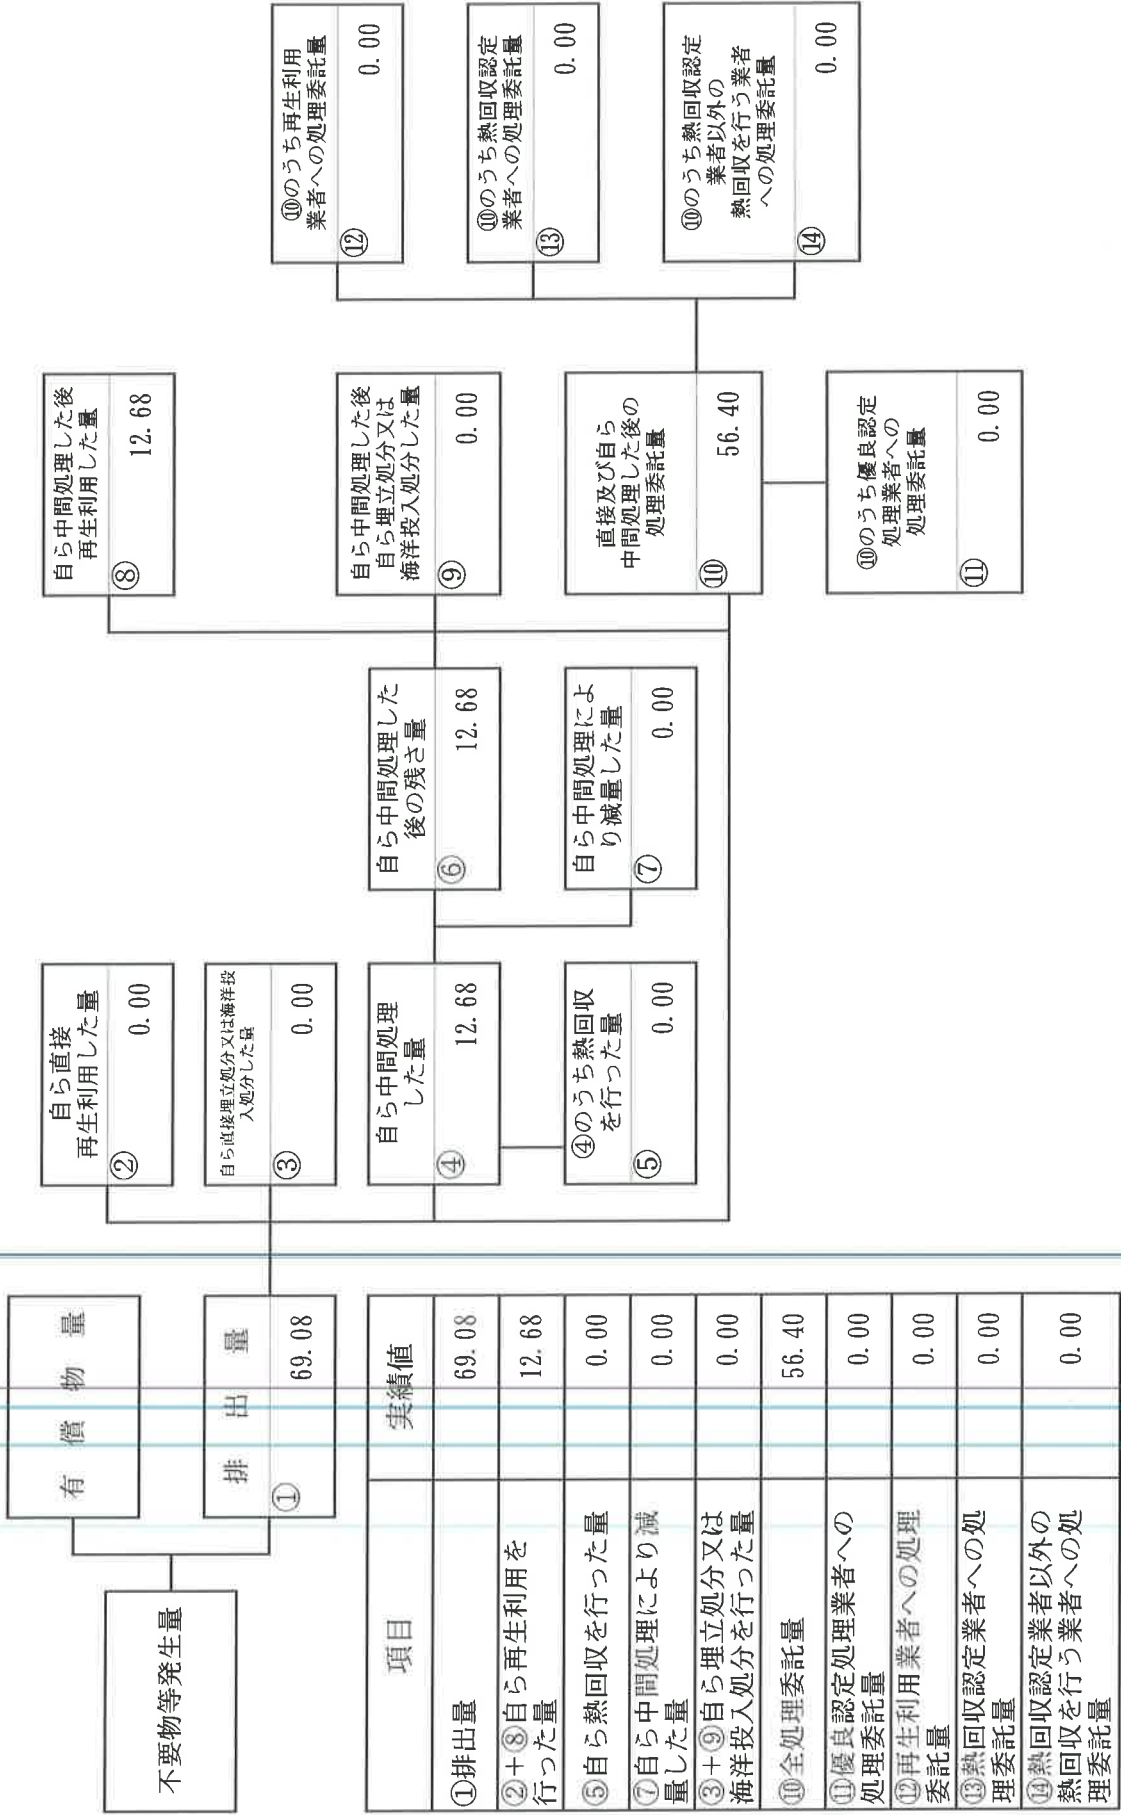 不要物等発生量
有償物量
排出量
① 69.08
自ら直接
再生利用した量
② 0.00
自ら直接埋立処分又は海洋投
入処分した量
③ 0.00
自ら中間処理
した量
④ 12.68
④のうち熱回収
を行った量
⑤ 0.00
自ら中間処理した
後の残さ量
⑥ 12.68
自ら中間処理によ
り減量した量
⑦ 0.00
自ら中間処理した後
再生利用した量
⑧ 12.68
自ら中間処理した後
自ら埋立処分又は
海洋投入処分した量
⑨ 0.00
直接及び自ら
中間処理した後の
処理委託量
⑩ 56.40
⑩のうち優良認定
処理業者への
処理委託量
⑪ 0.00
⑩のうち再生利用
業者への処理委託量
⑫ 0.00
⑩のうち熱回収認定
業者への処理委託量
⑬ 0.00
⑩のうち熱回収認定
業者以外の
熱回収を行う業者
への処理委託量
⑭ 0.00
項目 実績値
①排出量 69.08
②+⑧自ら再生利用を
行った量 12.68
⑤自ら熱回収を行った量 0.00
⑦自ら中間処理により減
量した量 0.00
③+⑨自ら埋立処分又は
海洋投入処分を行った量 0.00
⑩全処理委託量 56.40
⑪優良認定処理業者への
処理委託量 0.00
⑫再生利用業者への処理
委託量 0.00
⑬熱回収認定業者への処
理委託量 0.00
⑭熱回収認定業者以外の
熱回収を行う業者への処
理委託量 0.00